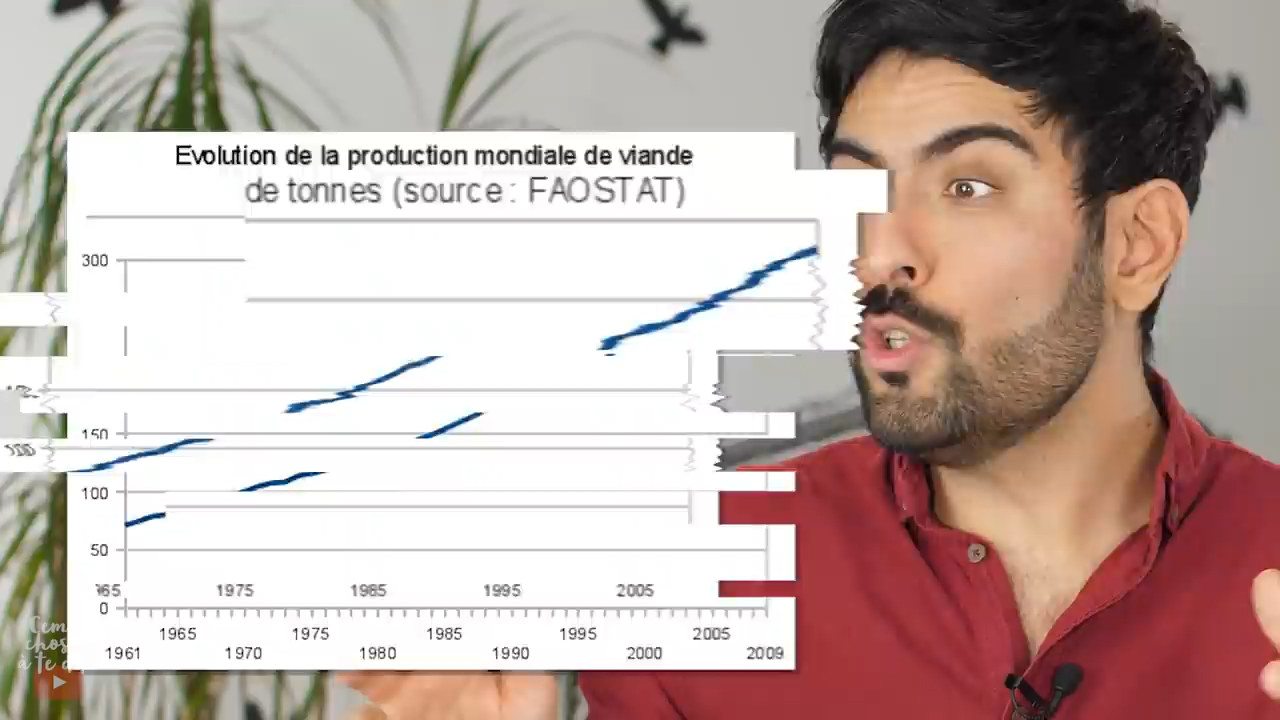 Evolution de la production mondiale de viande
de tonnes (source : FAOSTAT)
300
150
100
50
1975 1985 1995 2005
0
1965 1975 1985 1995 2005
1961 1970 1980 1990 2000 2009